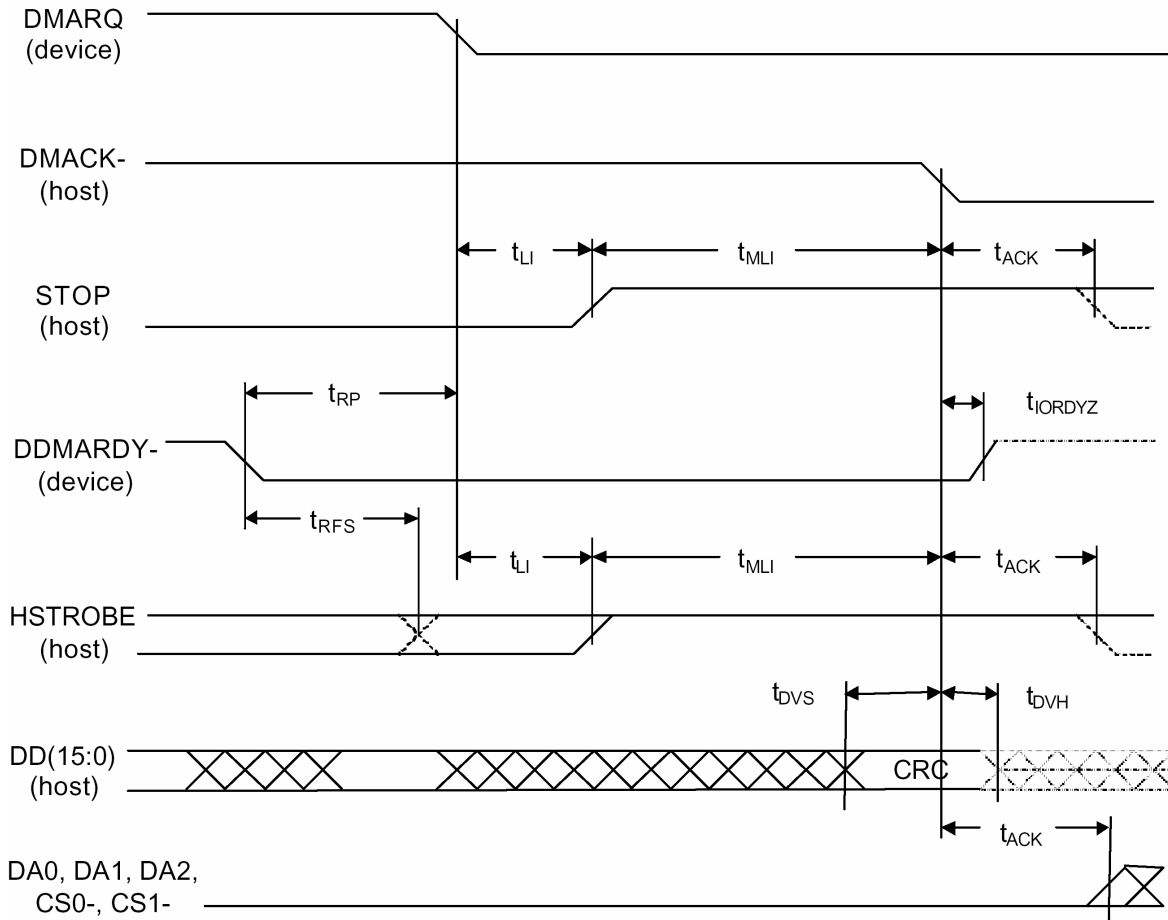 DMARQ
(device)
DMACK-
(host)
tLI
tMLI
tACK
STOP
(host)
tRP
tIORDYZ
DDMARDY-
(device)
tRFS
tLI
tMLI
tACK
HSTROBE
(host)
tDVS
tDVH
DD(15:0)
(host)
CRC
tACK
DA0, DA1, DA2,
CS0-, CS1-